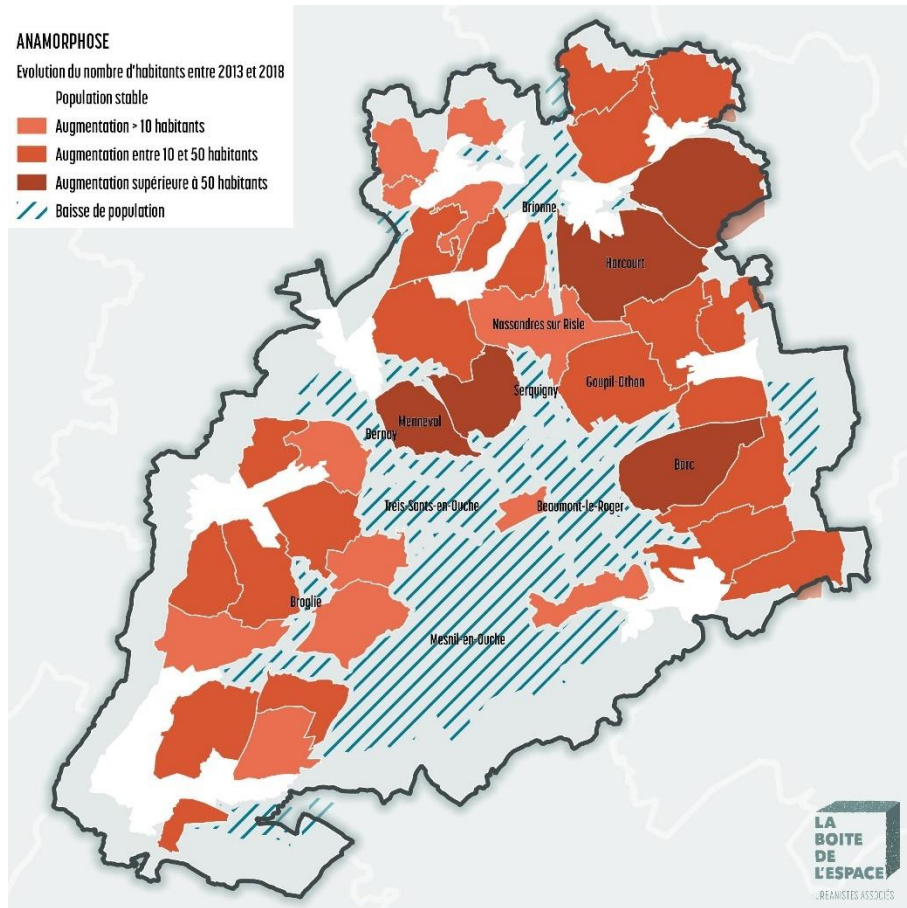 ANAMORPHOSE
Evolution du nombre d'habitants entre 2013 et 2018
Population stable
Augmentation > 10 habitants
Augmentation entre 10 et 50 habitants
Augmentation supérieure à 50 habitants
Baisse de population
Brionne
Harcourt
Nassandres sur Risle
Serquigny
Goupil-Othon
Menneval
Bernay
Barc
Treis-Sants-en-Ouche
Beaumont-le-Roger
Broglie
Mesnil-en-Ouche
LA
BOITE
DE
L'ESPACE
URBANISTES ASSOCIÉS